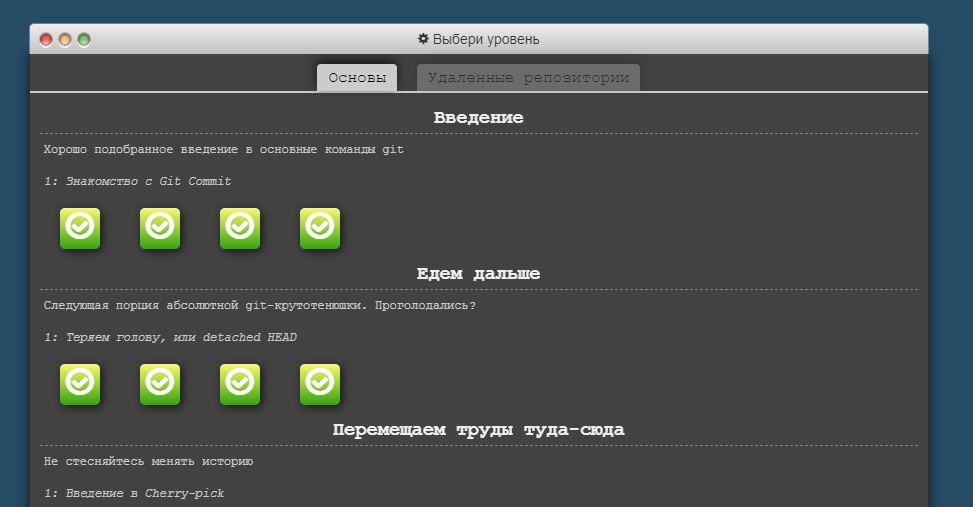 Выбери уровень
Основы Удаленные репозитории
Введение
Хорошо подобранное введение в основные команды git
1: Знакомство с Git Commit
Едем дальше
Следующая порция абсолютной git-крутотенюшки. Проголодались?
1: Теряем голову, или detached HEAD
Перемещаем труды туда-сюда
Не стесняйтесь менять историю
1: Введение в Cherry-pick